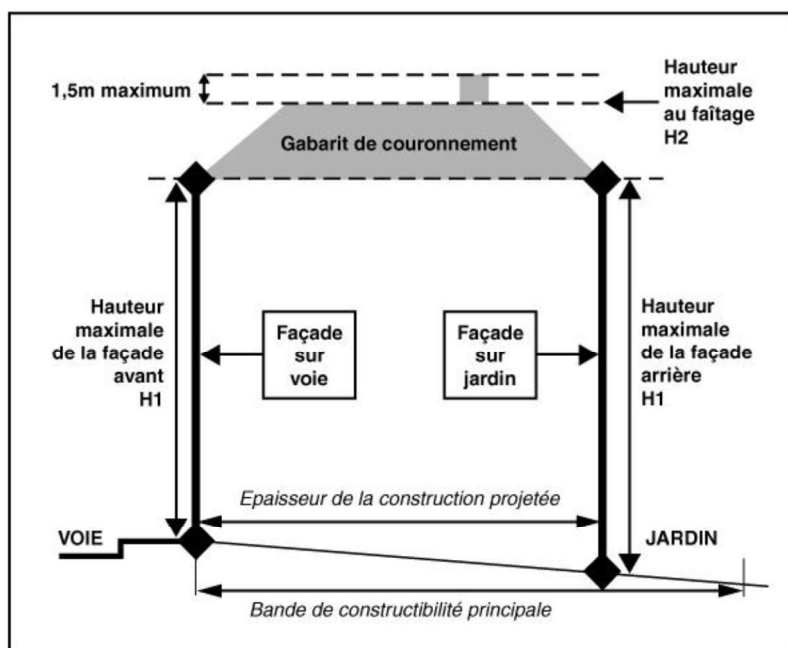 1,5m maximum
Hauteur
maximale
au faîtage
H2
Gabarit de couronnement
Hauteur
maximale
de la façade
avant
H1
Façade
sur
voie
Façade
sur
jardin
Hauteur
maximale
de la façade
arrière
H1
Epaisseur de la construction projetée
VOIE
JARDIN
Bande de constructibilité principale